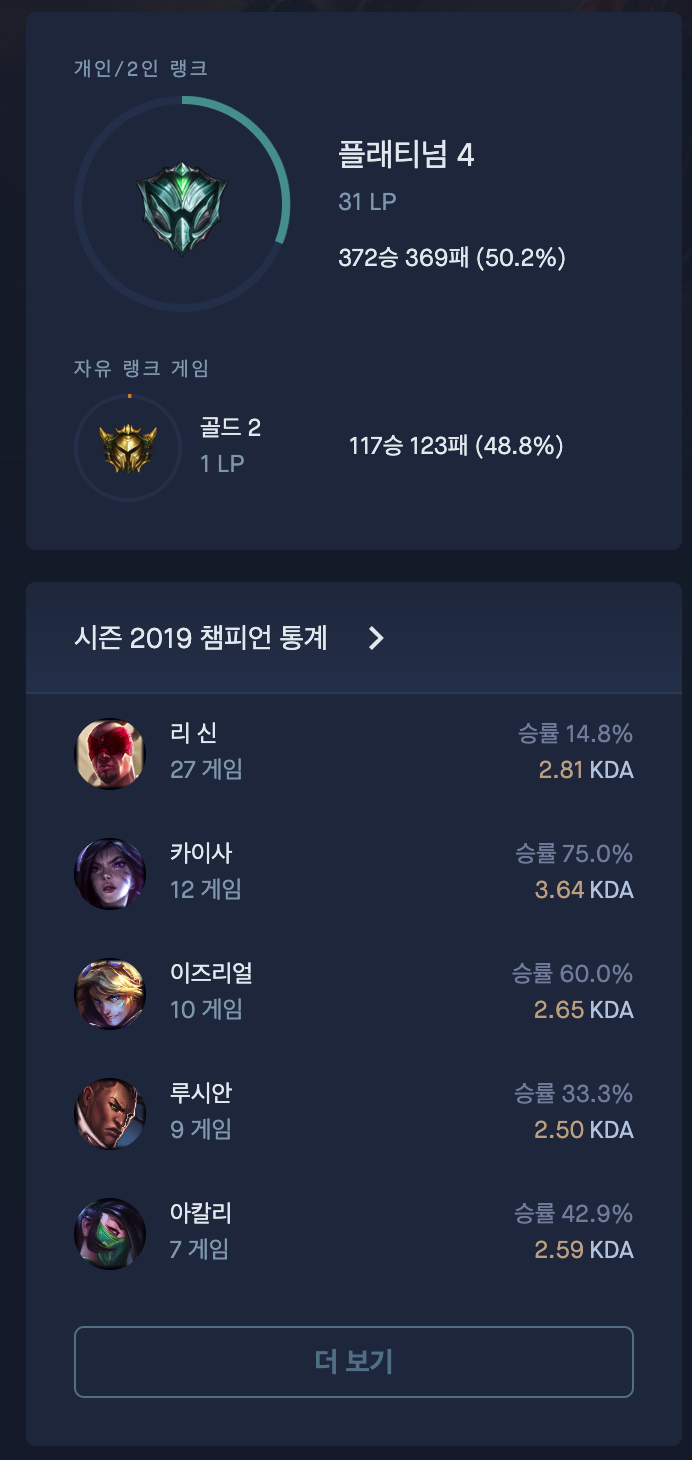 개인/2인 랭크
플래티넘 4
31 LP
372승 369패 (50.2%)
자유 랭크 게임
골드 2
1 LP
117승 123패 (48.8%)
시즌 2019 챔피언 통계
리 신
승률 14.8%
27 게임
2.81 KDA
카이사
승률 75.0%
12 게임
3.64 KDA
이즈리얼
승률 60.0%
10 게임
2.65 KDA
루시안
승률 33.3%
9 게임
2.50 KDA
아칼리
승률 42.9%
7 게임
2.59 KDA
더 보기